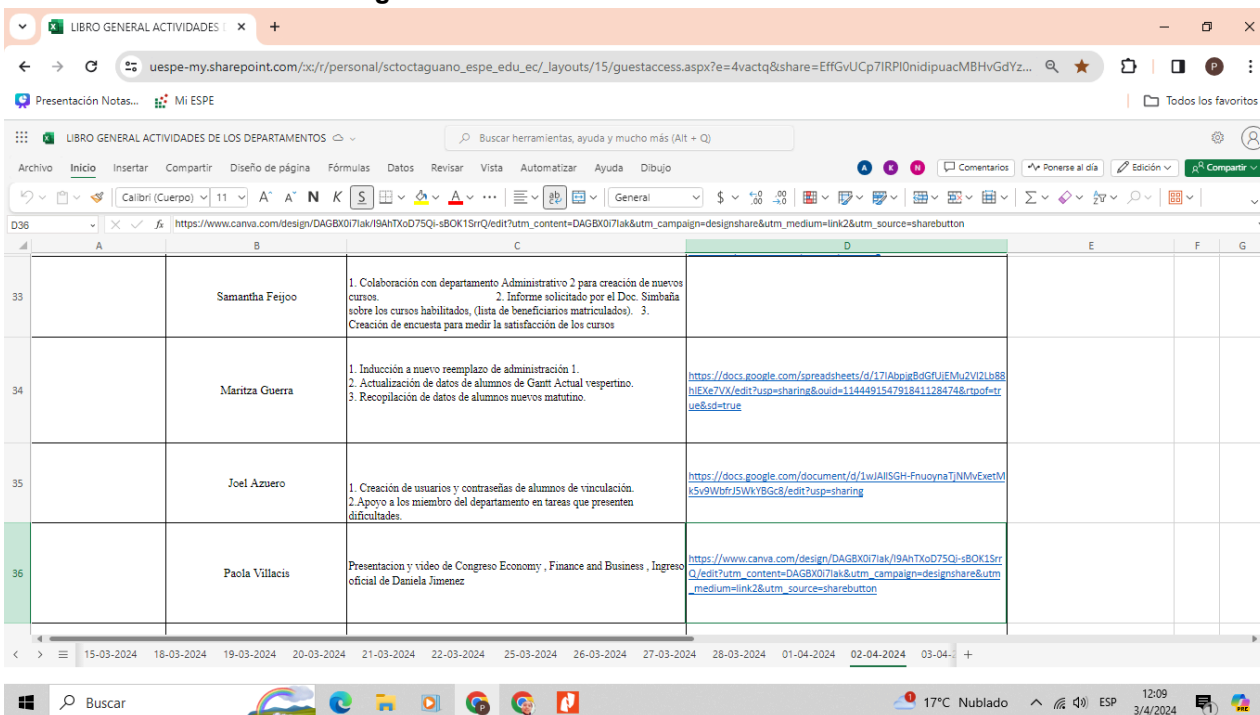 LIBRO GENERAL ACTIVIDADES
uespe-my.sharepoint.com/:x:/r/personal/sctoctaguano_espe_edu_ec/_layouts/15/guestaccess.aspx?e=4vactq&share=EffGvUCp7IRPI0nidipuacMBHvGdYz...
Presentación Notas... Mi ESPE Todos los favoritos
LIBRO GENERAL ACTIVIDADES DE LOS DEPARTAMENTOS Buscar herramientas, ayuda y mucho más (Alt + Q)
Archivo Inicio Insertar Compartir Diseño de página Fórmulas Datos Revisar Vista Automatizar Ayuda Dibujo A K N Comentarios Ponerse al día Edición Compartir
Calibri (Cuerpo) 11 A A N K S A ab General $
D36 fx https://www.canva.com/design/DAGBX0i7Iak/I9AhTXoD75Qi-sBOK1SrrQ/edit?utm_content=DAGBX0i7Iak&utm_campaign=designshare&utm_medium=link2&utm_source=sharebutton
A B C D E F G
33
Samantha Feijoo
1. Colaboración con departamento Administrativo 2 para creación de nuevos
cursos. 2. Informe solicitado por el Doc. Simbaña
sobre los cursos habilitados, (lista de beneficiarios matriculados). 3.
Creación de encuesta para medir la satisfacción de los cursos
34
Maritza Guerra
1. Inducción a nuevo reemplazo de administración 1.
2. Actualización de datos de alumnos de Gantt Actual vespertino.
3. Recopilación de datos de alumnos nuevos matutino.
https://docs.google.com/spreadsheets/d/17IAbpigBdGfUjEMu2VI2Lb88
hIEXe7VX/edit?usp=sharing&ouid=114449154791841128474&rtpof=tr
ue&sd=true
35
Joel Azuero
1. Creación de usuarios y contraseñas de alumnos de vinculación.
2.Apoyo a los miembro del departamento en tareas que presenten
dificultades.
https://docs.google.com/document/d/1wJAIISGH-FnuoynaTjNMvExetM
k5v9WbfrJ5WkYBGc8/edit?usp=sharing
36
Paola Villacis
Presentacion y video de Congreso Economy , Finance and Business , Ingreso
oficial de Daniela Jimenez
https://www.canva.com/design/DAGBX0i7Iak/I9AhTXoD75Qi-sBOK1Srr
Q/edit?utm_content=DAGBX0i7Iak&utm_campaign=designshare&utm
_medium=link2&utm_source=sharebutton
15-03-2024 18-03-2024 19-03-2024 20-03-2024 21-03-2024 22-03-2024 25-03-2024 26-03-2024 27-03-2024 28-03-2024 01-04-2024 02-04-2024 03-04-2
Buscar 17°C Nublado ESP 12:09
3/4/2024